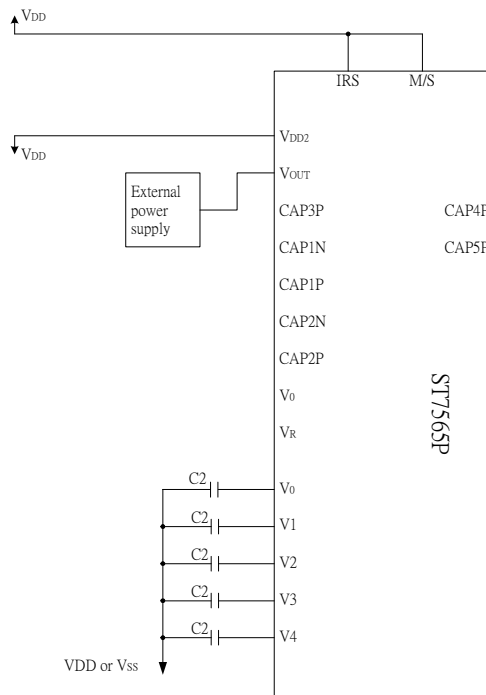 VDD
IRS M/S
VDD2
VDD
VOUT
External
power
supply
CAP3P CAP4P
CAP1N CAP5P
CAP1P
CAP2N
CAP2P
V0
VR
ST7565P
C2 V0
C2 V1
C2 V2
C2 V3
C2 V4
VDD or VSS